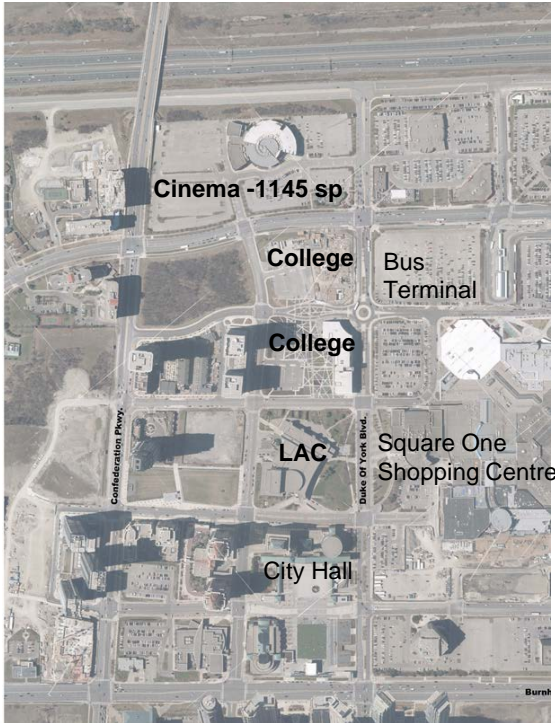 Cinema -1145 sp
College
Bus
Terminal
College
Confederation Pkwy.
Duke Of York Blvd.
LAC
Square One
Shopping Centre
City Hall
Burnh